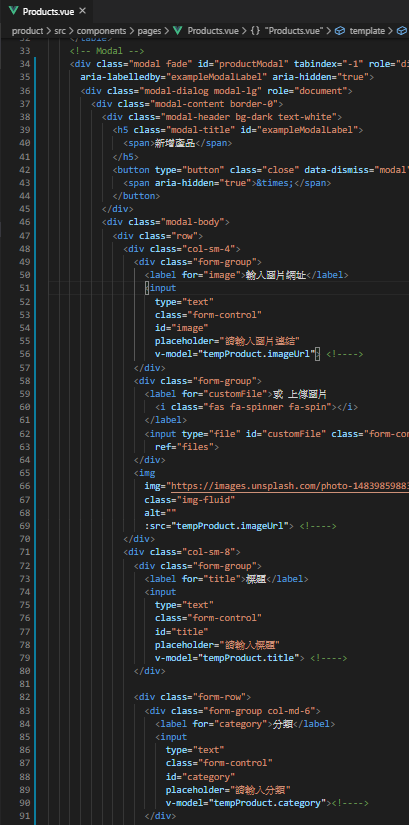 Products.vue ×
product > src > components > pages > Products.vue > {} "Products.vue" > template >
33 <!-- Modal -->
34 <div class="modal fade" id="productModal" tabindex="-1" role="di
35 aria-labelledby="exampleModalLabel" aria-hidden="true">
36 <div class="modal-dialog modal-lg" role="document">
37 <div class="modal-content border-0">
38 <div class="modal-header bg-dark text-white">
39 <h5 class="modal-title" id="exampleModalLabel">
40 <span>新增產品</span>
41 </h5>
42 <button type="button" class="close" data-dismiss="modal"
43 <span aria-hidden="true">&times;</span>
44 </button>
45 </div>
46 <div class="modal-body">
47 <div class="row">
48 <div class="col-sm-4">
49 <div class="form-group">
50 <label for="image">輸入圖片網址</label>
51 <input
52 type="text"
53 class="form-control"
54 id="image"
55 placeholder="請輸入圖片連結"
56 v-model="tempProduct.imageUrl"> <!---->
57 </div>
58 <div class="form-group">
59 <label for="customFile">或 上傳圖片
60 <i class="fas fa-spinner fa-spin"></i>
61 </label>
62 <input type="file" id="customFile" class="form-con
63 ref="files">
64 </div>
65 <img
66 img="https://images.unsplash.com/photo-14839859883
67 class="img-fluid"
68 alt=""
69 :src="tempProduct.imageUrl"> <!---->
70 </div>
71 <div class="col-sm-8">
72 <div class="form-group">
73 <label for="title">標題</label>
74 <input
75 type="text"
76 class="form-control"
77 id="title"
78 placeholder="請輸入標題"
79 v-model="tempProduct.title"> <!---->
80 </div>
81
82 <div class="form-row">
83 <div class="form-group col-md-6">
84 <label for="category">分類</label>
85 <input
86 type="text"
87 class="form-control"
88 id="category"
89 placeholder="請輸入分類"
90 v-model="tempProduct.category"><!---->
91 </div>